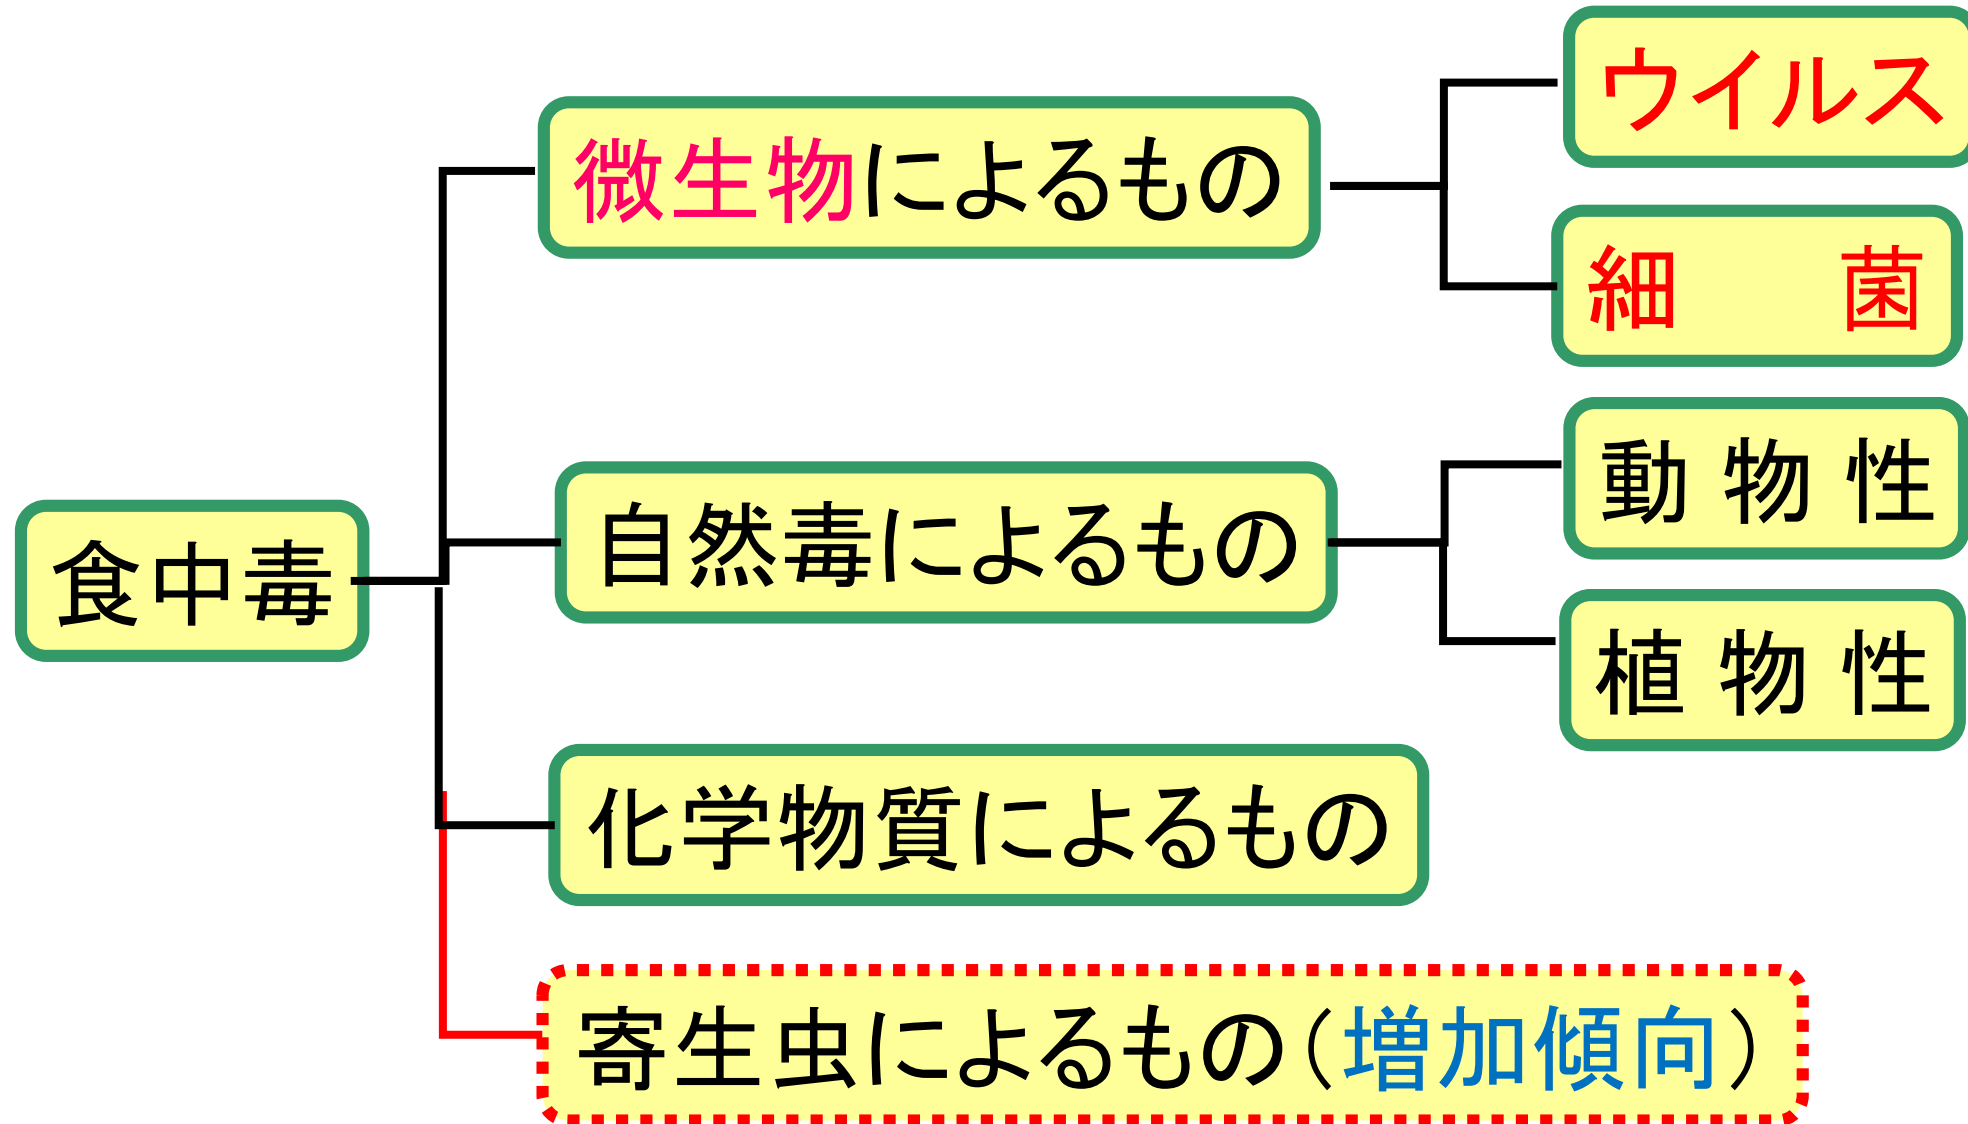 ウイルス
微生物によるもの
細　菌
動 物 性
自然毒によるもの
食中毒
植 物 性
化学物質によるもの
寄生虫によるもの（増加傾向）